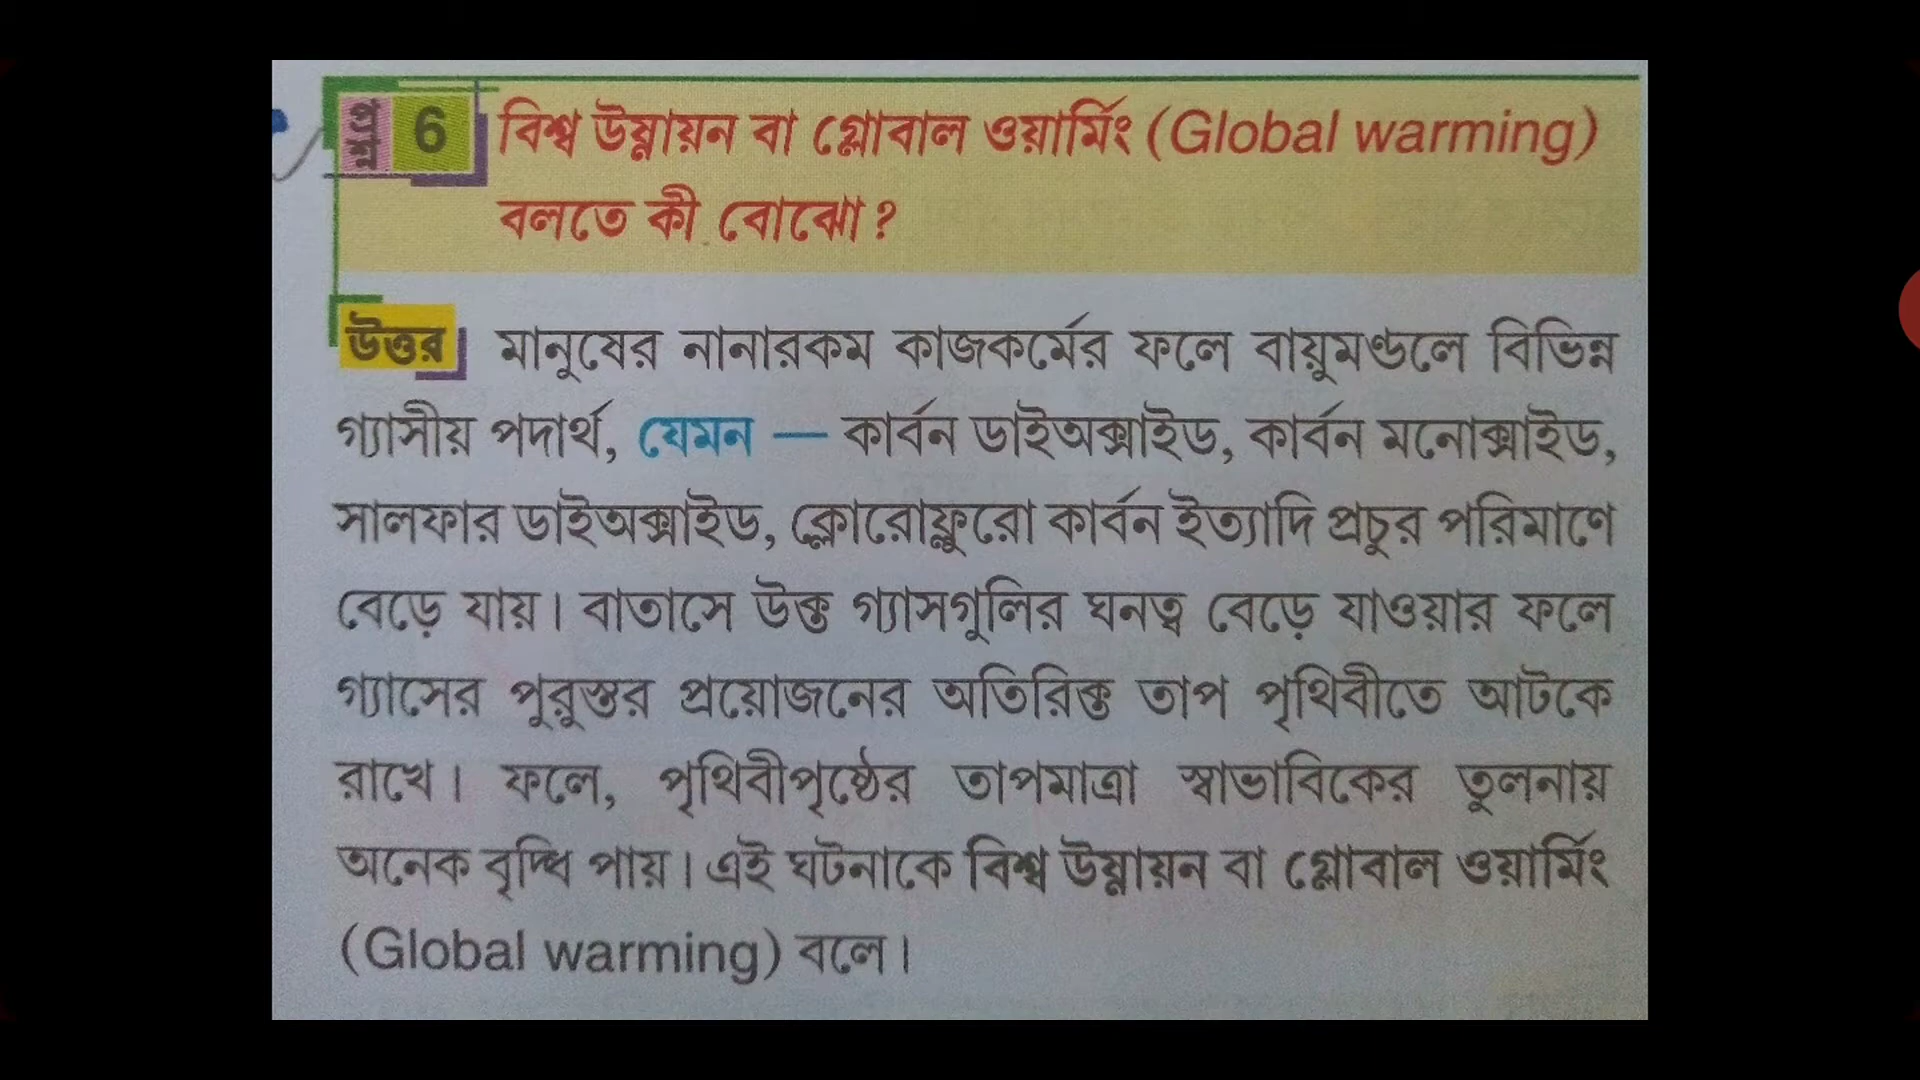 প্রশ্ন 6 বিশ্ব উষ্ণায়ন বা গ্লোবাল ওয়ার্মিং (Global warming)
বলতে কী বোঝো?
উত্তর মানুষের নানারকম কাজকর্মের ফলে বায়ুমণ্ডলে বিভিন্ন
গ্যাসীয় পদার্থ, যেমন — কার্বন ডাইঅক্সাইড, কার্বন মনোক্সাইড,
সালফার ডাইঅক্সাইড, ক্লোরোফ্লুরো কার্বন ইত্যাদি প্রচুর পরিমাণে
বেড়ে যায়। বাতাসে উক্ত গ্যাসগুলির ঘনত্ব বেড়ে যাওয়ার ফলে
গ্যাসের পুরুস্তর প্রয়োজনের অতিরিক্ত তাপ পৃথিবীতে আটকে
রাখে। ফলে, পৃথিবীপৃষ্ঠের তাপমাত্রা স্বাভাবিকের তুলনায়
অনেক বৃদ্ধি পায়। এই ঘটনাকে বিশ্ব উষ্ণায়ন বা গ্লোবাল ওয়ার্মিং
(Global warming) বলে।